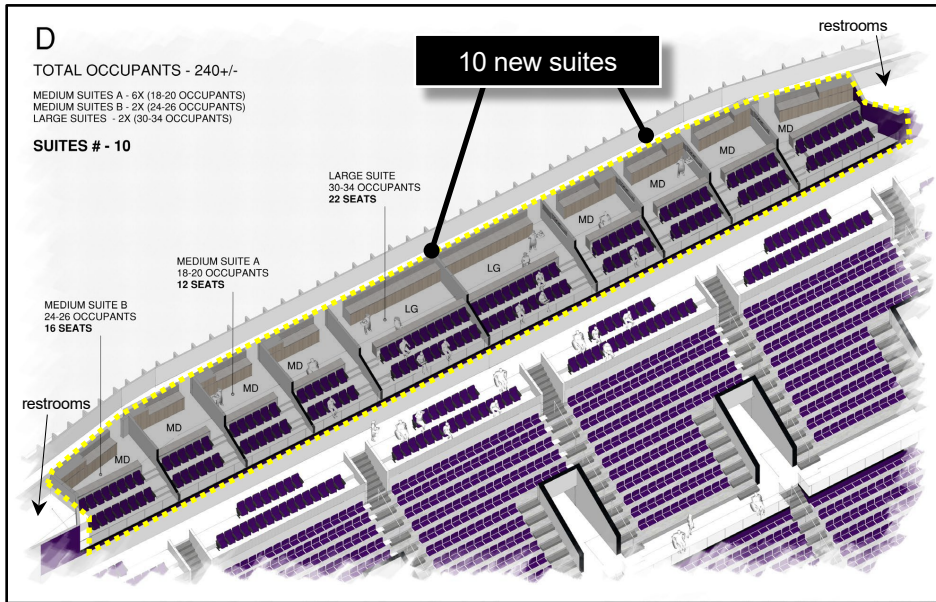 D
TOTAL OCCUPANTS - 240+/-
MEDIUM SUITES A - 6X (18-20 OCCUPANTS)
MEDIUM SUITES B - 2X (24-26 OCCUPANTS)
LARGE SUITES - 2X (30-34 OCCUPANTS)
SUITES # - 10
10 new suites
restrooms
LARGE SUITE
30-34 OCCUPANTS
22 SEATS
MEDIUM SUITE A
18-20 OCCUPANTS
12 SEATS
MEDIUM SUITE B
24-26 OCCUPANTS
16 SEATS
restrooms
MD
MD
MD
MD
LG
LG
MD
MD
MD
MD